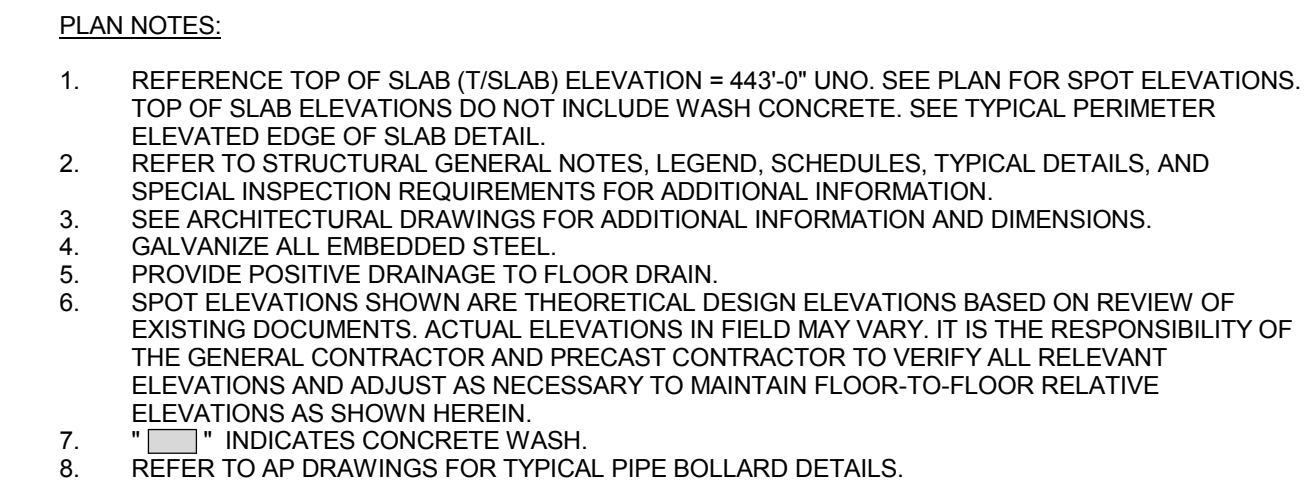 PLAN NOTES:
1. REFERENCE TOP OF SLAB (T/SLAB) ELEVATION = 443'-0" UNO. SEE PLAN FOR SPOT ELEVATIONS.
TOP OF SLAB ELEVATIONS DO NOT INCLUDE WASH CONCRETE. SEE TYPICAL PERIMETER
ELEVATED EDGE OF SLAB DETAIL.
2. REFER TO STRUCTURAL GENERAL NOTES, LEGEND, SCHEDULES, TYPICAL DETAILS, AND
SPECIAL INSPECTION REQUIREMENTS FOR ADDITIONAL INFORMATION.
3. SEE ARCHITECTURAL DRAWINGS FOR ADDITIONAL INFORMATION AND DIMENSIONS.
4. GALVANIZE ALL EMBEDDED STEEL.
5. PROVIDE POSITIVE DRAINAGE TO FLOOR DRAIN.
6. SPOT ELEVATIONS SHOWN ARE THEORETICAL DESIGN ELEVATIONS BASED ON REVIEW OF
EXISTING DOCUMENTS. ACTUAL ELEVATIONS IN FIELD MAY VARY. IT IS THE RESPONSIBILITY OF
THE GENERAL CONTRACTOR AND PRECAST CONTRACTOR TO VERIFY ALL RELEVANT
ELEVATIONS AND ADJUST AS NECESSARY TO MAINTAIN FLOOR-TO-FLOOR RELATIVE
ELEVATIONS AS SHOWN HEREIN.
7. " " INDICATES CONCRETE WASH.
8. REFER TO AP DRAWINGS FOR TYPICAL PIPE BOLLARD DETAILS.